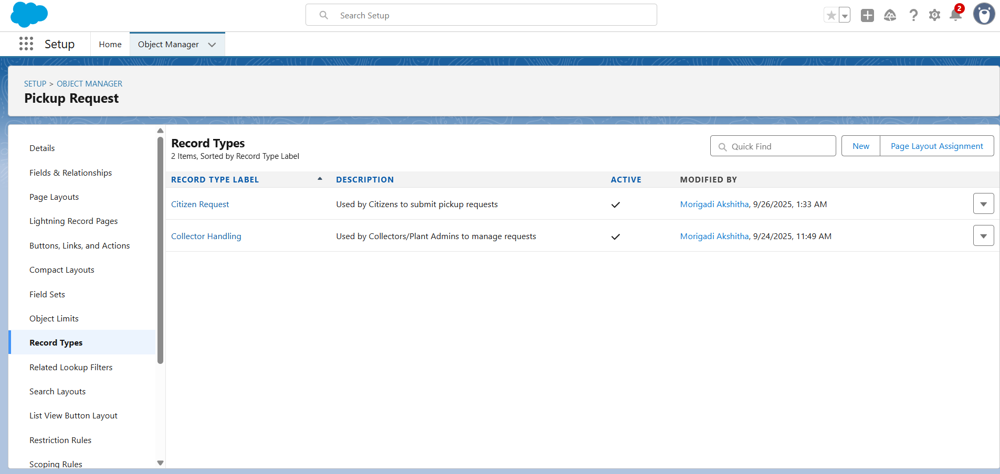 Search Setup
2
Setup
Home
Object Manager
SETUP > OBJECT MANAGER
Pickup Request
Details
Fields & Relationships
Page Layouts
Lightning Record Pages
Buttons, Links, and Actions
Compact Layouts
Field Sets
Object Limits
Record Types
Related Lookup Filters
Search Layouts
List View Button Layout
Restriction Rules
Scoping Rules
Record Types
2 Items, Sorted by Record Type Label
Quick Find
New
Page Layout Assignment
RECORD TYPE LABEL DESCRIPTION ACTIVE MODIFIED BY
Citizen Request Used by Citizens to submit pickup requests Morigadi Akshitha, 9/26/2025, 1:33 AM
Collector Handling Used by Collectors/Plant Admins to manage requests Morigadi Akshitha, 9/24/2025, 11:49 AM